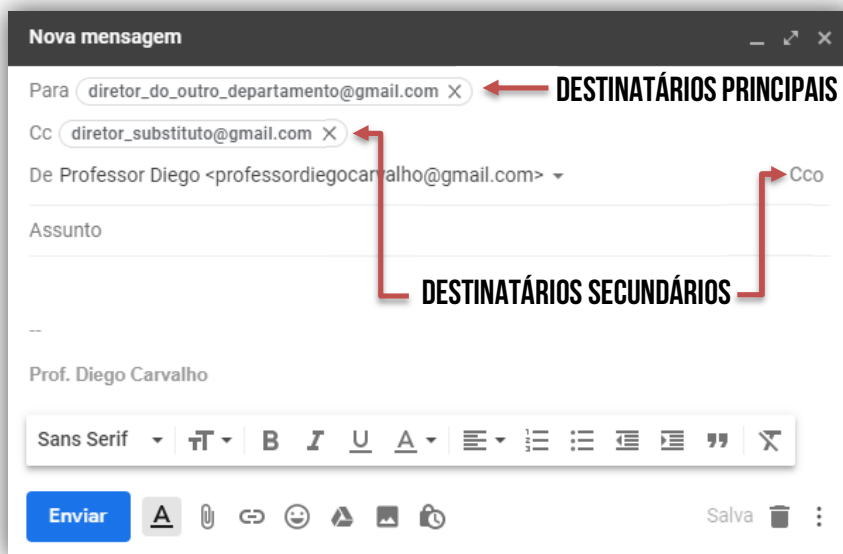 Nova mensagem
Para diretor_do_outro_departamento@gmail.com DESTINATÁRIOS PRINCIPAIS
Cc diretor_substituto@gmail.com
De Professor Diego <professordiegocarvalho@gmail.com> Cco
Assunto
DESTINATÁRIOS SECUNDÁRIOS
--
Prof. Diego Carvalho
Sans Serif B I U A
Enviar A Salva